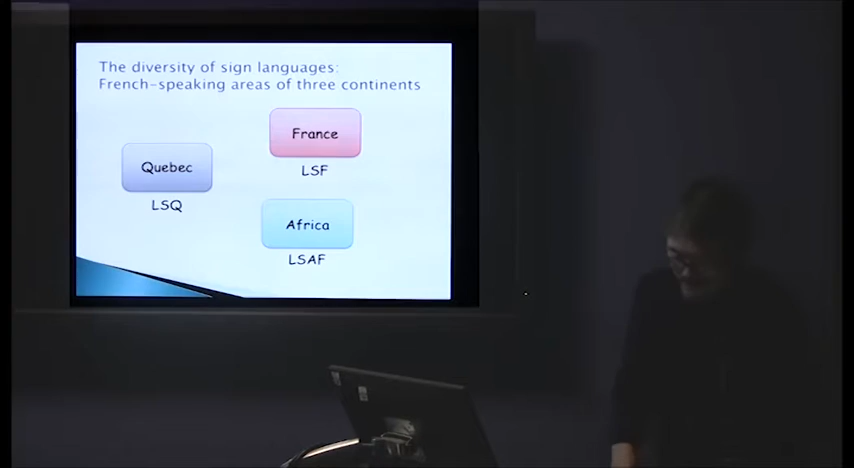 The diversity of sign languages:
French-speaking areas of three continents
France
LSF
Quebec
LSQ
Africa
LSAF